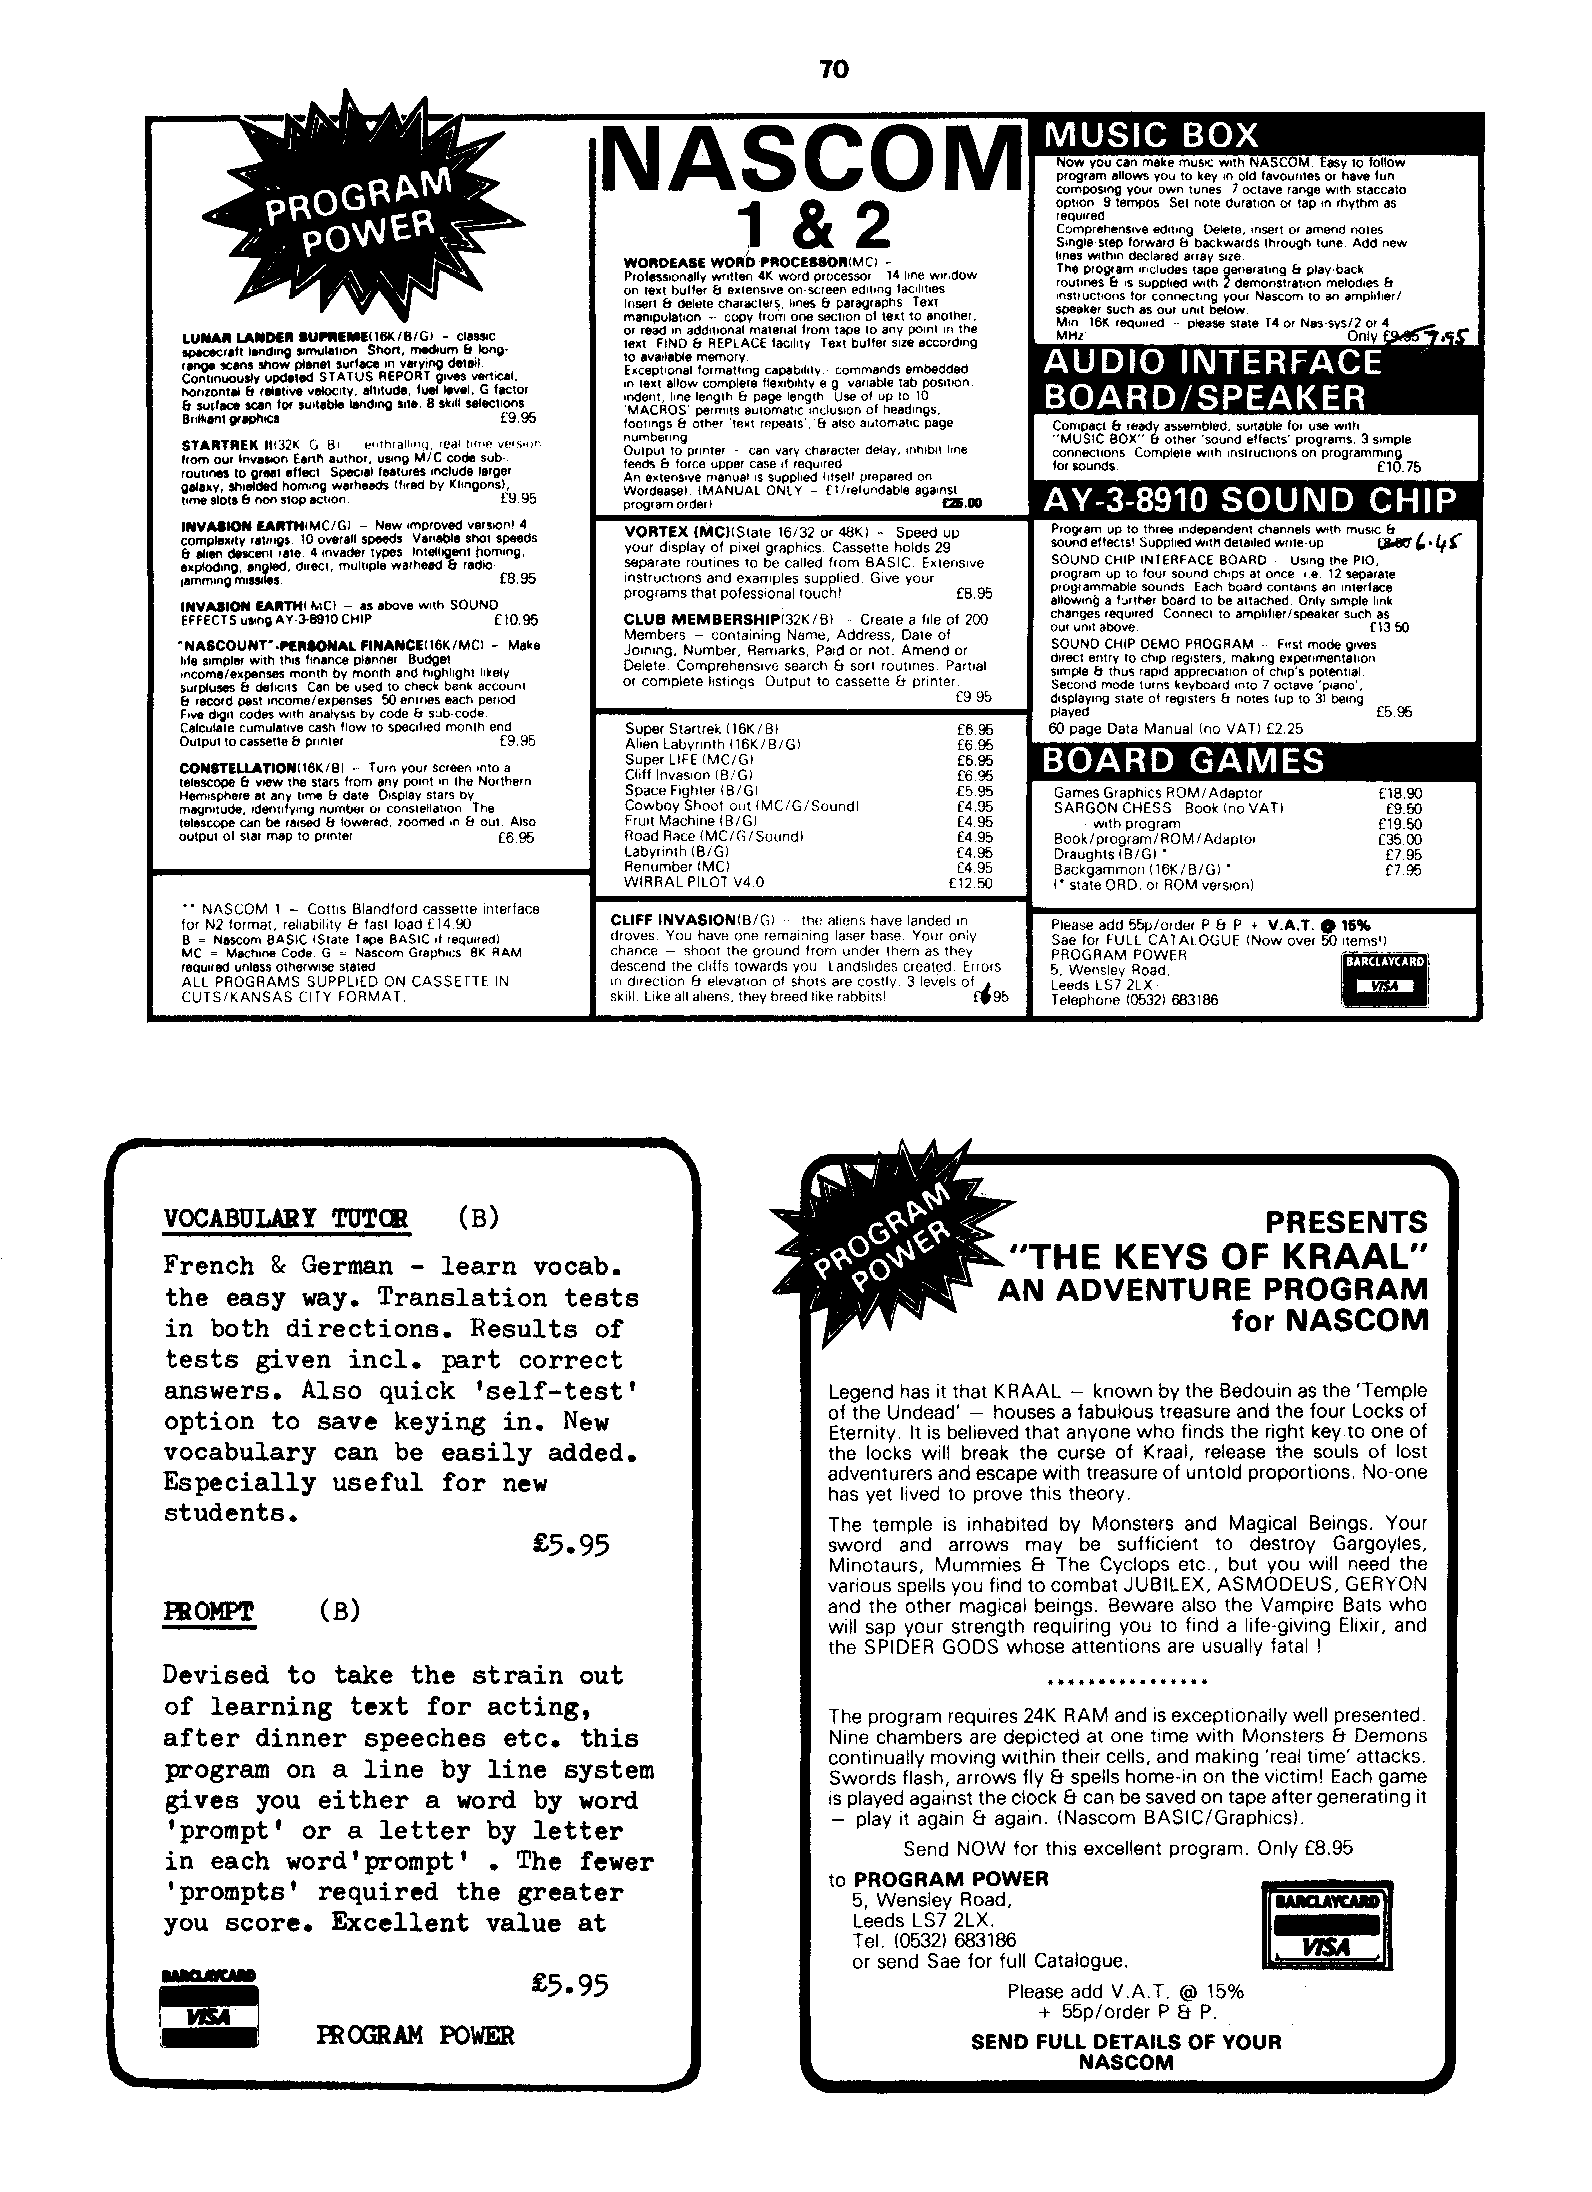 70
PROGRAM
POWER
LUNAR LANDER SUPREME(16K/B/G) – classic
spacecraft landing simulation. Short, medium & long-
range scans show planet surface in varying detail.
Continuously updated STATUS REPORT gives vertical,
horizontal & relative velocity, altitude, fuel level, G factor
& surface scan for suitable landing site. 8 skill selections
Brilliant graphics £9.95
STARTREK II(32K G B) enthralling, real time version
from our Invasion Earth author, using M/C code sub-
routines to great effect. Special features include larger
galaxy, shielded homing warheads (fired by Klingons),
time slots & non stop action. £9.95
INVASION EARTH(MC/G) – New improved version! 4
complexity ratings. 10 overall speeds. Variable shot speeds
& alien descent rate. 4 invader types. Intelligent homing,
exploding, angled, direct, multiple warhead & radio
jamming missiles. £8.95
INVASION EARTH( MC) – as above with SOUND
EFFECTS using AY-3-8910 CHIP £10.95
"NASCOUNT"-PERSONAL FINANCE(16K/MC) – Make
life simpler with this finance planner. Budget
income/expenses month by month and highlight likely
surpluses & deficits. Can be used to check bank account
& record past income/expenses. 50 entries each period
Five digit codes with analysis by code & sub-code.
Calculate cumulative cash flow to specified month end
Output to cassette & printer £9.95
CONSTELLATION(16K/B) – Turn your screen into a
telescope & view the stars from any point in the Northern
Hemisphere at any time & date. Display stars by
magnitude, identifying number or constellation. The
telescope can be raised & lowered, zoomed in & out. Also
output of star map to printer £6.95
** NASCOM 1 – Cottis Blandford cassette interface
for N2 format, reliability & fast load £14.90
B = Nascom BASIC (State Tape BASIC if required)
MC = Machine Code. G = Nascom Graphics 8K RAM
required unless otherwise stated
ALL PROGRAMS SUPPLIED ON CASSETTE IN
CUTS/KANSAS CITY FORMAT.
NASCOM
1 & 2
WORDEASE WORD PROCESSOR(MC) –
Professionally written 4K word processor 14 line window
on text buffer & extensive on-screen editing facilities
Insert & delete characters, lines & paragraphs Text
manipulation – copy from one section of text to another,
or read in additional material from tape to any point in the
text FIND & REPLACE facility Text buffer size according
to available memory.
Exceptional formatting capability - commands embedded
in text allow complete flexibility e g variable tab position,
indent, line length & page length Use of up to 10
'MACROS' permits automatic inclusion of headings,
footings & other 'text repeats', & also automatic page
numbering
Output to printer – can vary character delay, inhibit line
feeds & force upper case if required
An extensive manual is supplied (itself prepared on
Wordease). (MANUAL ONLY – £1/refundable against
program order) £25.00
VORTEX (MC)(State 16/32 or 48K) – Speed up
your display of pixel graphics. Cassette holds 29
separate routines to be called from BASIC. Extensive
instructions and examples supplied. Give your
programs that pofessional touch! £8.95
CLUB MEMBERSHIP(32K/B) – Create a file of 200
Members – containing Name, Address, Date of
Joining, Number, Remarks, Paid or not. Amend or
Delete. Comprehensive search & sort routines. Partial
or complete listings Output to cassette & printer.
£9 95
Super Startrek (16K/B) £6.95
Alien Labyrinth (16K/B/G) £6.95
Super LIFE (MC/G) £5.95
Cliff Invasion (B/G) £6.95
Space Fighter (B/G) £5.95
Cowboy Shoot out (MC/G/Sound) £4.95
Fruit Machine (B/G) £4.95
Road Race (MC/G/Sound) £4.95
Labyrinth (B/G) £4.95
Renumber (MC) £4.95
WIRRAL PILOT V4.0 £12.50
CLIFF INVASION(B/G) – the aliens have landed in
droves. You have one remaining laser base. Your only
chance – shoot the ground from under them as they
descend the cliffs towards you Landslides created. Errors
in direction & elevation of shots are costly. 3 levels of
skill. Like all aliens, they breed like rabbits! £6 95
MUSIC BOX
Now you can make music with NASCOM. Easy to follow
program allows you to key in old favourites or have fun
composing your own tunes 7 octave range with staccato
option 9 tempos Set note duration or tap in rhythm as
required
Comprehensive editing Delete, insert or amend notes
Single-step forward & backwards through tune. Add new
lines within declared array size.
The program includes tape generating & play-back
routines & is supplied with 2 demonstration melodies &
instructions for connecting your Nascom to an amplifier/
speaker such as our unit below.
Min 16K required – please state T4 or Nas-sys/2 or 4
MHz Only £9.95 7.95
AUDIO INTERFACE
BOARD/SPEAKER
Compact & ready assembled, suitable for use with
"MUSIC BOX" & other 'sound effects' programs. 3 simple
connections Complete with instructions on programming
for sounds. £10.75
AY-3-8910 SOUND CHIP
Program up to three independent channels with music &
sound effects! Supplied with detailed write-up 6.45
SOUND CHIP INTERFACE BOARD - Using the PIO,
program up to four sound chips at once i.e. 12 separate
programmable sounds Each board contains an interface
allowing a further board to be attached. Only simple link
changes required Connect to amplifier/speaker such as
our unit above. £13 50
SOUND CHIP DEMO PROGRAM – First mode gives
direct entry to chip registers, making experimentation
simple & thus rapid appreciation of chip's potential.
Second mode turns keyboard into 7 octave 'piano',
displaying state of registers & notes (up to 3) being
played £5.95
60 page Data Manual (no VAT) £2.25
BOARD GAMES
Games Graphics ROM/Adaptor £18.90
SARGON CHESS Book (no VAT) £9.50
- with program £19.50
Book/program/ROM/Adaptor £35.00
Draughts (B/G) * £7.95
Backgammon (16K/B/G) * £7.95
(* state ORD. or ROM version)
Please add 55p/order P & P + V.A.T. @ 15%
Sae for FULL CATALOGUE (Now over 50 items!)
PROGRAM POWER
5, Wensley Road,
Leeds LS7 2LX
Telephone (0532) 683186
BARCLAYCARD
VISA
VOCABULARY TUTOR (B)
French & German - learn vocab.
the easy way. Translation tests
in both directions. Results of
tests given incl. part correct
answers. Also quick 'self-test'
option to save keying in. New
vocabulary can be easily added.
Especially useful for new
students.
£5.95
PROMPT (B)
Devised to take the strain out
of learning text for acting,
after dinner speeches etc. this
program on a line by line system
gives you either a word by word
'prompt' or a letter by letter
in each word'prompt' . The fewer
'prompts' required the greater
you score. Excellent value at
£5.95
BARCLAYCARD
VISA
PROGRAM POWER
PROGRAM
POWER
PRESENTS
"THE KEYS OF KRAAL"
AN ADVENTURE PROGRAM
for NASCOM
Legend has it that KRAAL – known by the Bedouin as the 'Temple
of the Undead' – houses a fabulous treasure and the four Locks of
Eternity. It is believed that anyone who finds the right key to one of
the locks will break the curse of Kraal, release the souls of lost
adventurers and escape with treasure of untold proportions. No-one
has yet lived to prove this theory.
The temple is inhabited by Monsters and Magical Beings. Your
sword and arrows may be sufficient to destroy Gargoyles,
Minotaurs, Mummies & The Cyclops etc., but you will need the
various spells you find to combat JUBILEX, ASMODEUS, GERYON
and the other magical beings. Beware also the Vampire Bats who
will sap your strength requiring you to find a life-giving Elixir, and
the SPIDER GODS whose attentions are usually fatal !
****************
The program requires 24K RAM and is exceptionally well presented.
Nine chambers are depicted at one time with Monsters & Demons
continually moving within their cells, and making 'real time' attacks.
Swords flash, arrows fly & spells home-in on the victim! Each game
is played against the clock & can be saved on tape after generating it
– play it again & again. (Nascom BASIC/Graphics).
Send NOW for this excellent program. Only £8.95
to PROGRAM POWER
5, Wensley Road,
Leeds LS7 2LX.
Tel. (0532) 683186
or send Sae for full Catalogue.
BARCLAYCARD
VISA
Please add V.A.T. @ 15%
+ 55p/order P & P.
SEND FULL DETAILS OF YOUR
NASCOM